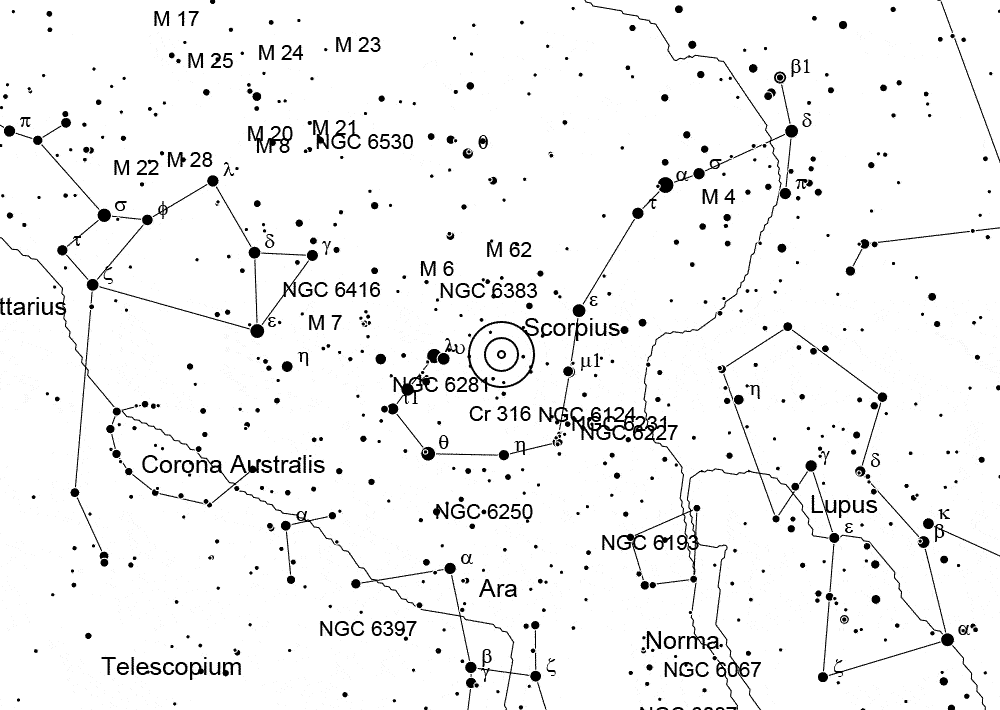 M 17
M 23
M 24
M 25
β1
π
δ
M 21
M 20
NGC 6530
M 8
θ
M 28
M 22
λ
σ
α
π
M 4
τ
σ
φ
τ
δ
γ
M 62
M 6
ζ
NGC 6416
NGC 6383
ε
ttarius
M 7
ε
Scorpius
λυ
η
μ1
NGC 6281
ι1
η
Cr 316
NGC 6124
NGC 6231
NGC 6227
θ
η
γ
δ
Corona Australis
Lupus
NGC 6250
α
κ
ε
β
NGC 6193
α
Ara
NGC 6397
α
Norma
β
Telescopium
γ
ζ
NGC 6067
ζ